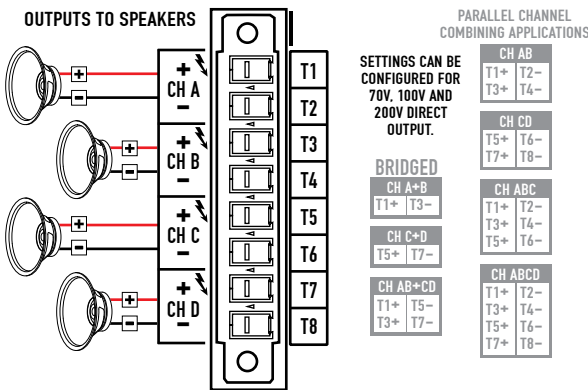 OUTPUTS TO SPEAKERS
+
-
+
CH A
-
+
-
+
CH B
-
+
-
+
CH C
-
+
-
+
CH D
-
T1
T2
T3
T4
T5
T6
T7
T8
SETTINGS CAN BE
CONFIGURED FOR
70V, 100V AND
200V DIRECT
OUTPUT.
BRIDGED
CH A+B
T1+ T3-
CH C+D
T5+ T7-
CH AB+CD
T1+ T5-
T3+ T7-
PARALLEL CHANNEL
COMBINING APPLICATIONS
CH AB
T1+ T2-
T3+ T4-
CH CD
T5+ T6-
T7+ T8-
CH ABC
T1+ T2-
T3+ T4-
T5+ T6-
CH ABCD
T1+ T2-
T3+ T4-
T5+ T6-
T7+ T8-